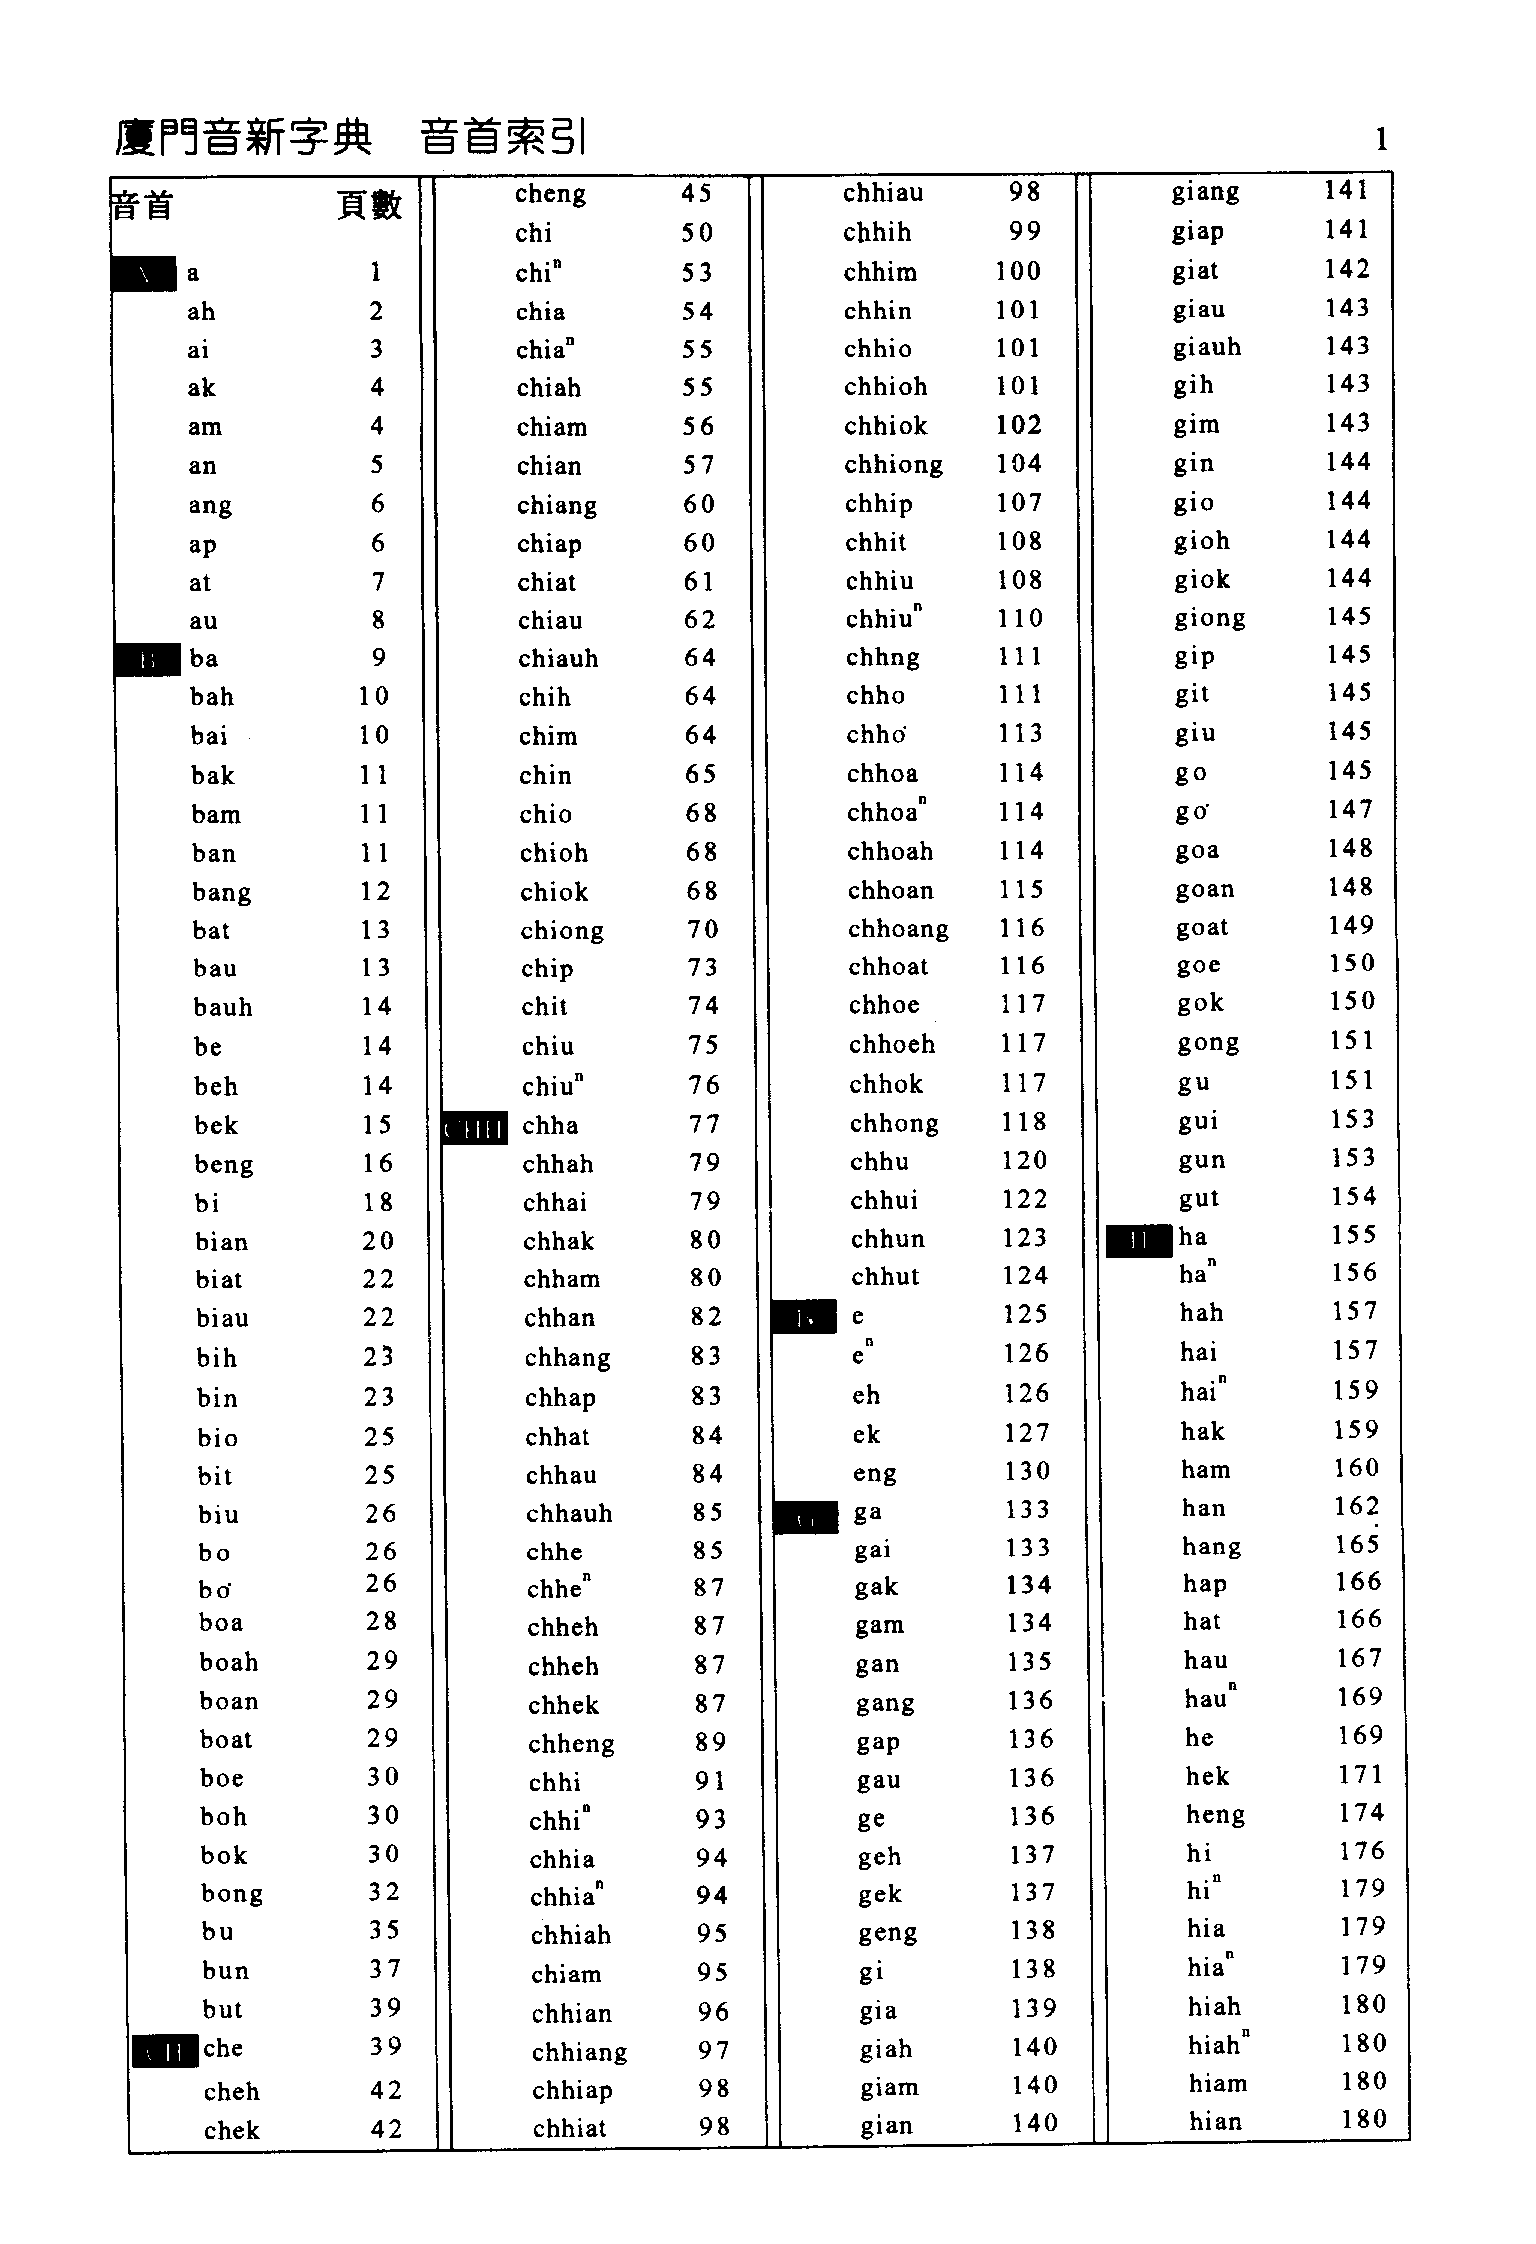 廈門音新字典 音首索引 1
音首 頁數
A a 1
ah 2
ai 3
ak 4
am 4
an 5
ang 6
ap 6
at 7
au 8
B ba 9
bah 10
bai 10
bak 11
bam 11
ban 11
bang 12
bat 13
bau 13
bauh 14
be 14
beh 14
bek 15
beng 16
bi 18
bian 20
biat 22
biau 22
bih 23
bin 23
bio 25
bit 25
biu 26
bo 26
bo͘ 26
boa 28
boah 29
boan 29
boat 29
boe 30
boh 30
bok 30
bong 32
bu 35
bun 37
but 39
CH che 39
cheh 42
chek 42
cheng 45
chi 50
chiⁿ 53
chia 54
chiaⁿ 55
chiah 55
chiam 56
chian 57
chiang 60
chiap 60
chiat 61
chiau 62
chiauh 64
chih 64
chim 64
chin 65
chio 68
chioh 68
chiok 68
chiong 70
chip 73
chit 74
chiu 75
chiuⁿ 76
CHH chha 77
chhah 79
chhai 79
chhak 80
chham 80
chhan 82
chhang 83
chhap 83
chhat 84
chhau 84
chhauh 85
chhe 85
chheⁿ 87
chheh 87
chheh 87
chhek 87
chheng 89
chhi 91
chhiⁿ 93
chhia 94
chhiaⁿ 94
chhiah 95
chiam 95
chhian 96
chhiang 97
chhiap 98
chhiat 98
chhiau 98
chhih 99
chhim 100
chhin 101
chhio 101
chhioh 101
chhiok 102
chhiong 104
chhip 107
chhit 108
chhiu 108
chhiuⁿ 110
chhng 111
chho 111
chho͘ 113
chhoa 114
chhoaⁿ 114
chhoah 114
chhoan 115
chhoang 116
chhoat 116
chhoe 117
chhoeh 117
chhok 117
chhong 118
chhu 120
chhui 122
chhun 123
chhut 124
E e 125
eⁿ 126
eh 126
ek 127
eng 130
G ga 133
gai 133
gak 134
gam 134
gan 135
gang 136
gap 136
gau 136
ge 136
geh 137
gek 137
geng 138
gi 138
gia 139
giah 140
giam 140
gian 140
giang 141
giap 141
giat 142
giau 143
giauh 143
gih 143
gim 143
gin 144
gio 144
gioh 144
giok 144
giong 145
gip 145
git 145
giu 145
go 145
go͘ 147
goa 148
goan 148
goat 149
goe 150
gok 150
gong 151
gu 151
gui 153
gun 153
gut 154
H ha 155
haⁿ 156
hah 157
hai 157
haiⁿ 159
hak 159
ham 160
han 162
hang 165
hap 166
hat 166
hau 167
hauⁿ 169
he 169
hek 171
heng 174
hi 176
hiⁿ 179
hia 179
hiaⁿ 179
hiah 180
hiahⁿ 180
hiam 180
hian 180